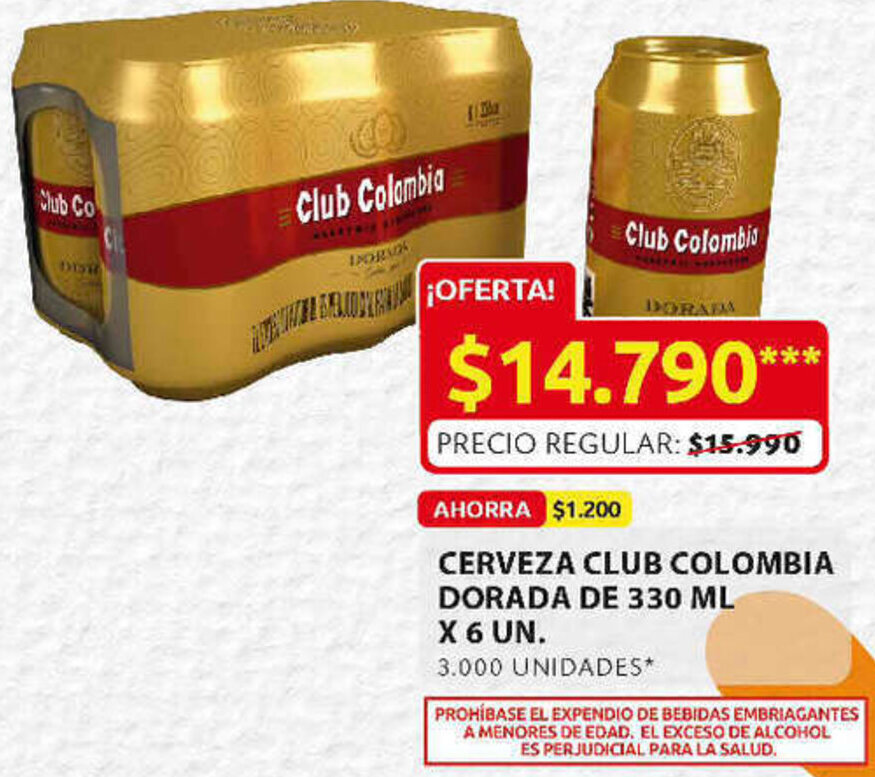 Club Colombia
DORADA
Club Co
Club Colombia
DORADA
¡OFERTA!
$14.790***
PRECIO REGULAR: $15.990
AHORRA $1.200
CERVEZA CLUB COLOMBIA
DORADA DE 330 ML
X 6 UN.
3.000 UNIDADES*
PROHÍBASE EL EXPENDIO DE BEBIDAS EMBRIAGANTES
A MENORES DE EDAD. EL EXCESO DE ALCOHOL
ES PERJUDICIAL PARA LA SALUD.